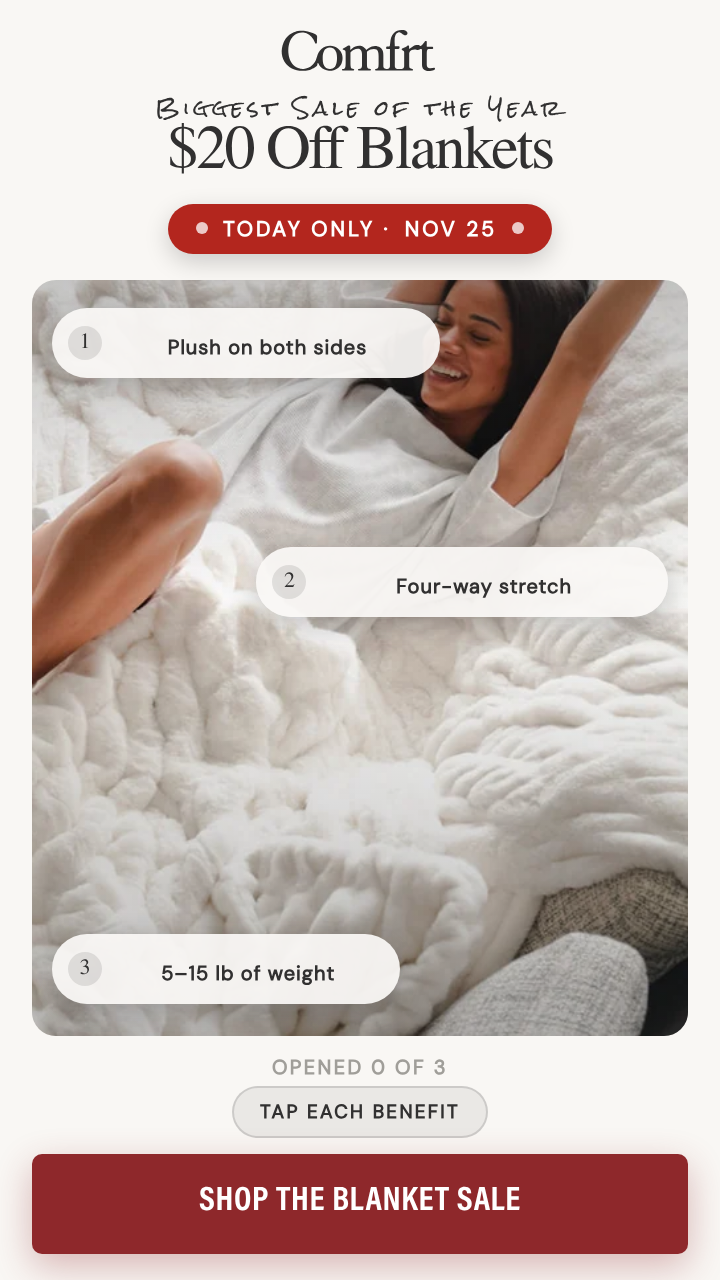 Comfrt
Biggest Sale of the Year
$20 Off Blankets
TODAY ONLY · NOV 25
1 Plush on both sides
2 Four-way stretch
3 5–15 lb of weight
OPENED 0 OF 3
TAP EACH BENEFIT
SHOP THE BLANKET SALE